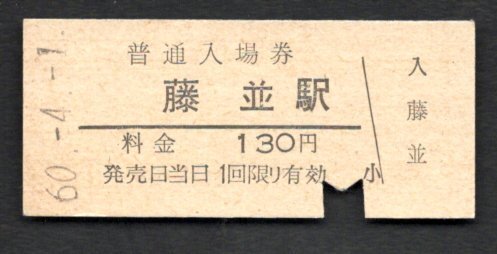 60.-4.-1.
普通入場券
藤並駅
料金 130円
発売日当日1回限り有効
小
入
藤
並